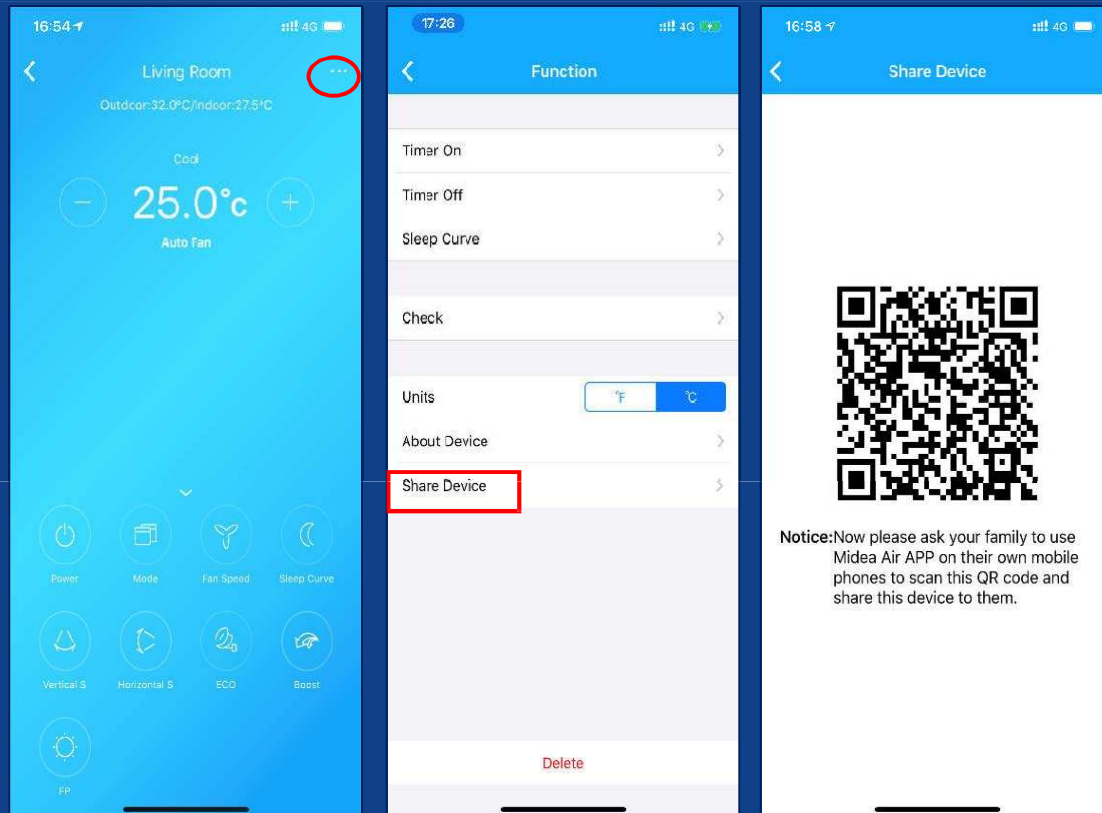 16:54
4G
Living Room
...
Outdoor:32.0°C/Indoor:27.5°C
Cool
25.0°c
Auto Fan
Power
Mode
Fan Speed
Sleep Curve
Vertical S
Horizontal S
ECO
Boost
FP
17:26
4G
Function
Timer On
Timer Off
Sleep Curve
Check
Units
°F
°C
About Device
Share Device
Delete
16:58
4G
Share Device
Notice:Now please ask your family to use
Midea Air APP on their own mobile
phones to scan this QR code and
share this device to them.